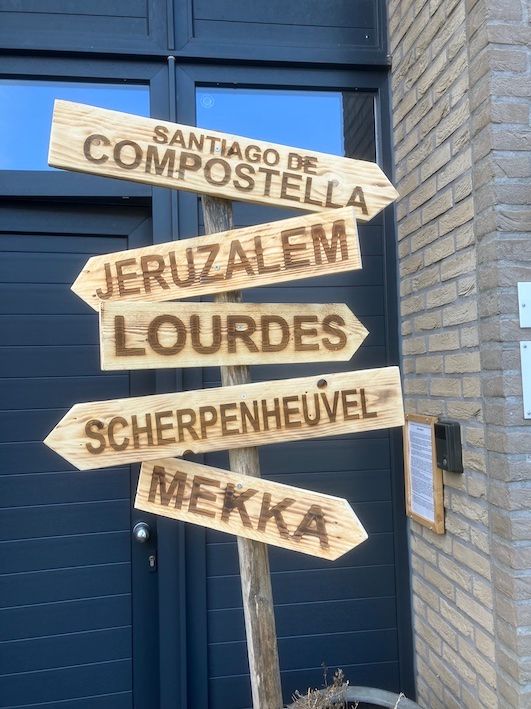 SANTIAGO DE
COMPOSTELLA
JERUZALEM
LOURDES
SCHERPENHEUVEL
MEKKA